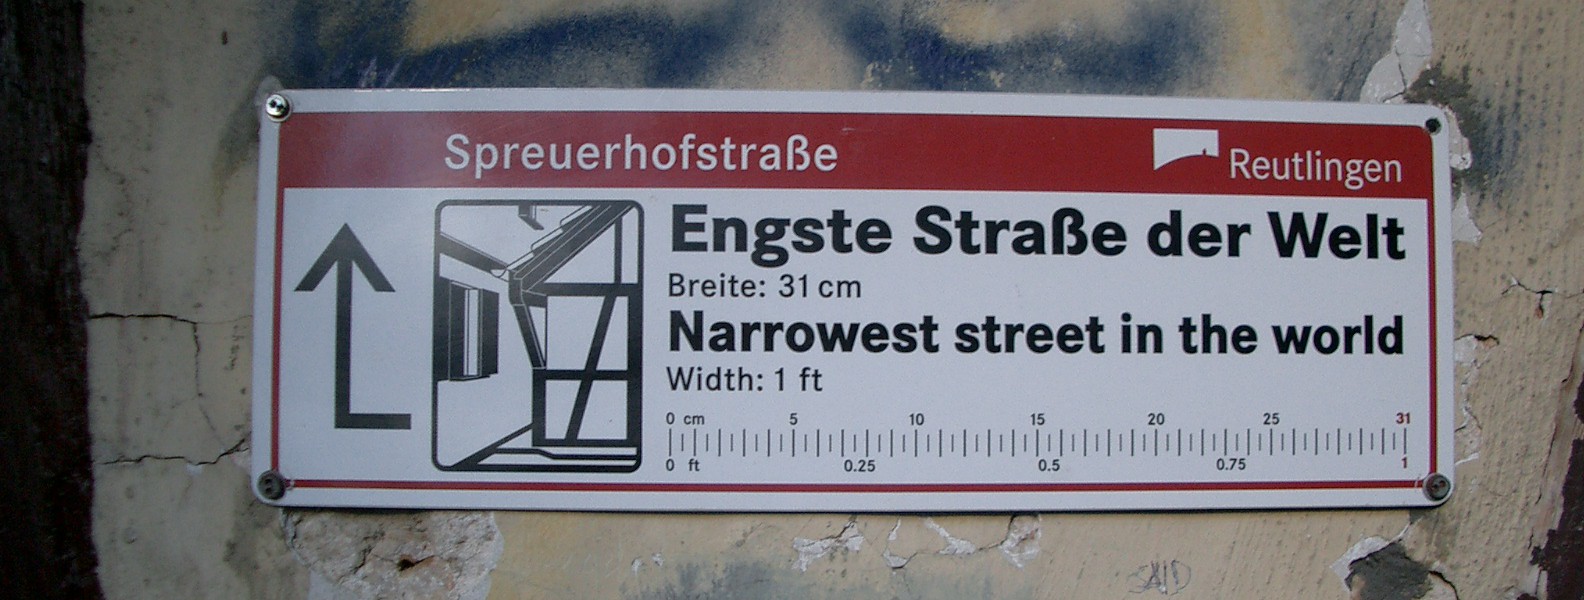 Spreuerhofstraße
Reutlingen
Engste Straße der Welt
Breite: 31 cm
Narrowest street in the world
Width: 1 ft
0 cm 5 10 15 20 25 31
0 ft 0.25 0.5 0.75 1
SAID